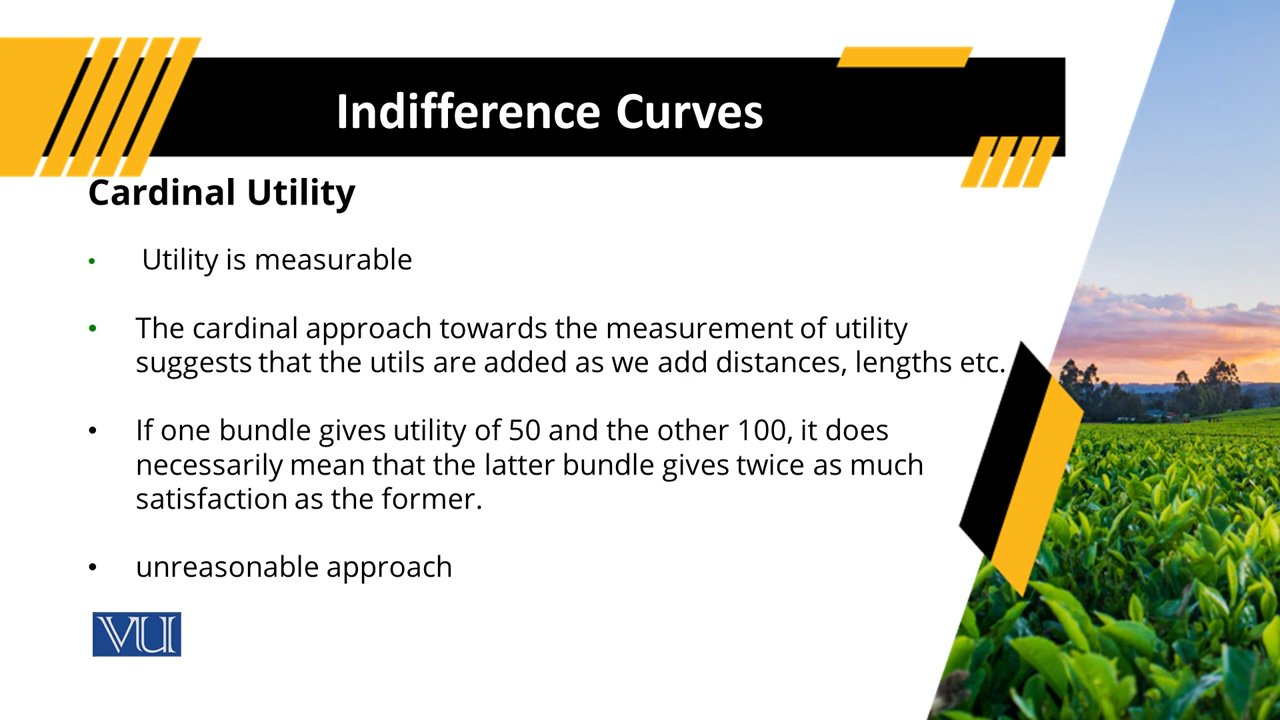 Indifference Curves
Cardinal Utility
• Utility is measurable
• The cardinal approach towards the measurement of utility
suggests that the utils are added as we add distances, lengths etc.
• If one bundle gives utility of 50 and the other 100, it does
necessarily mean that the latter bundle gives twice as much
satisfaction as the former.
• unreasonable approach
VU